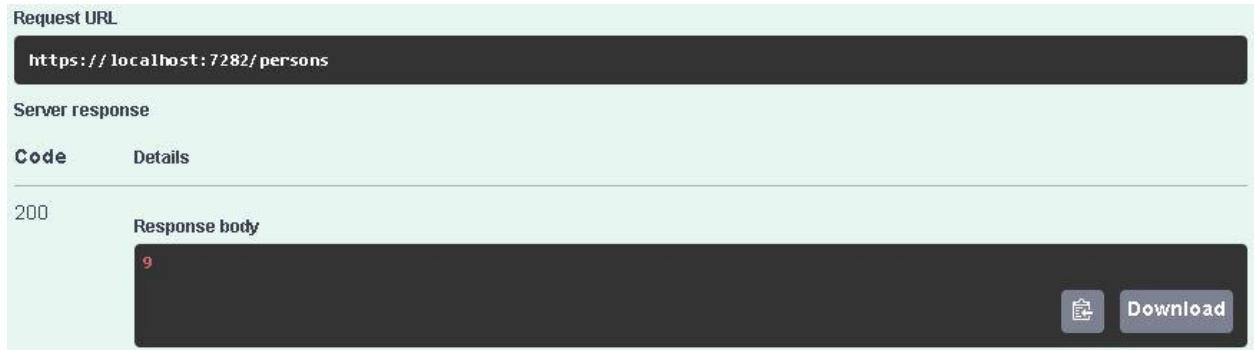 Request URL
https://localhost:7282/persons
Server response
Code Details
200
Response body
9
Download